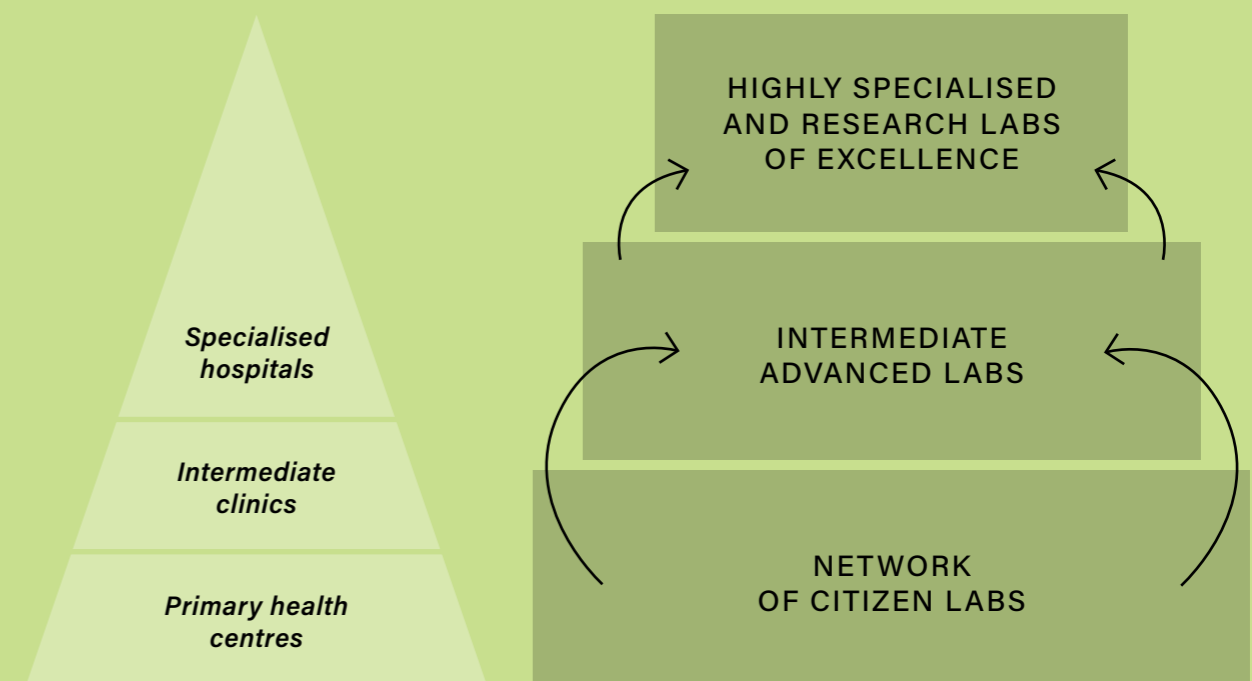 Specialised
hospitals
Intermediate
clinics
Primary health
centres
HIGHLY SPECIALISED
AND RESEARCH LABS
OF EXCELLENCE
INTERMEDIATE
ADVANCED LABS
NETWORK
OF CITIZEN LABS